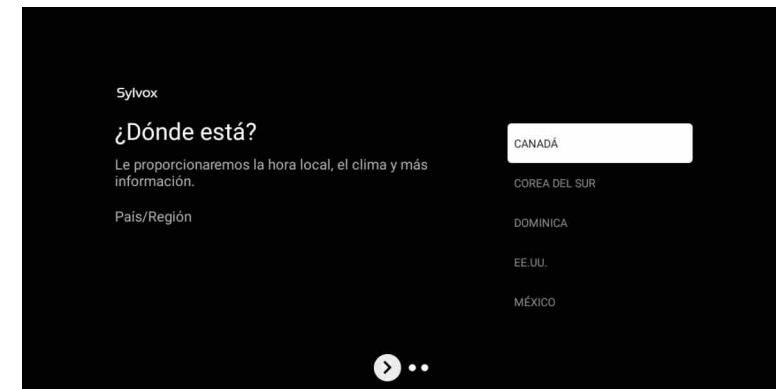 Sylvox
¿Dónde está?
Le proporcionaremos la hora local, el clima y más
información.
País/Región
CANADÁ
COREA DEL SUR
DOMINICA
EE.UU.
MÉXICO